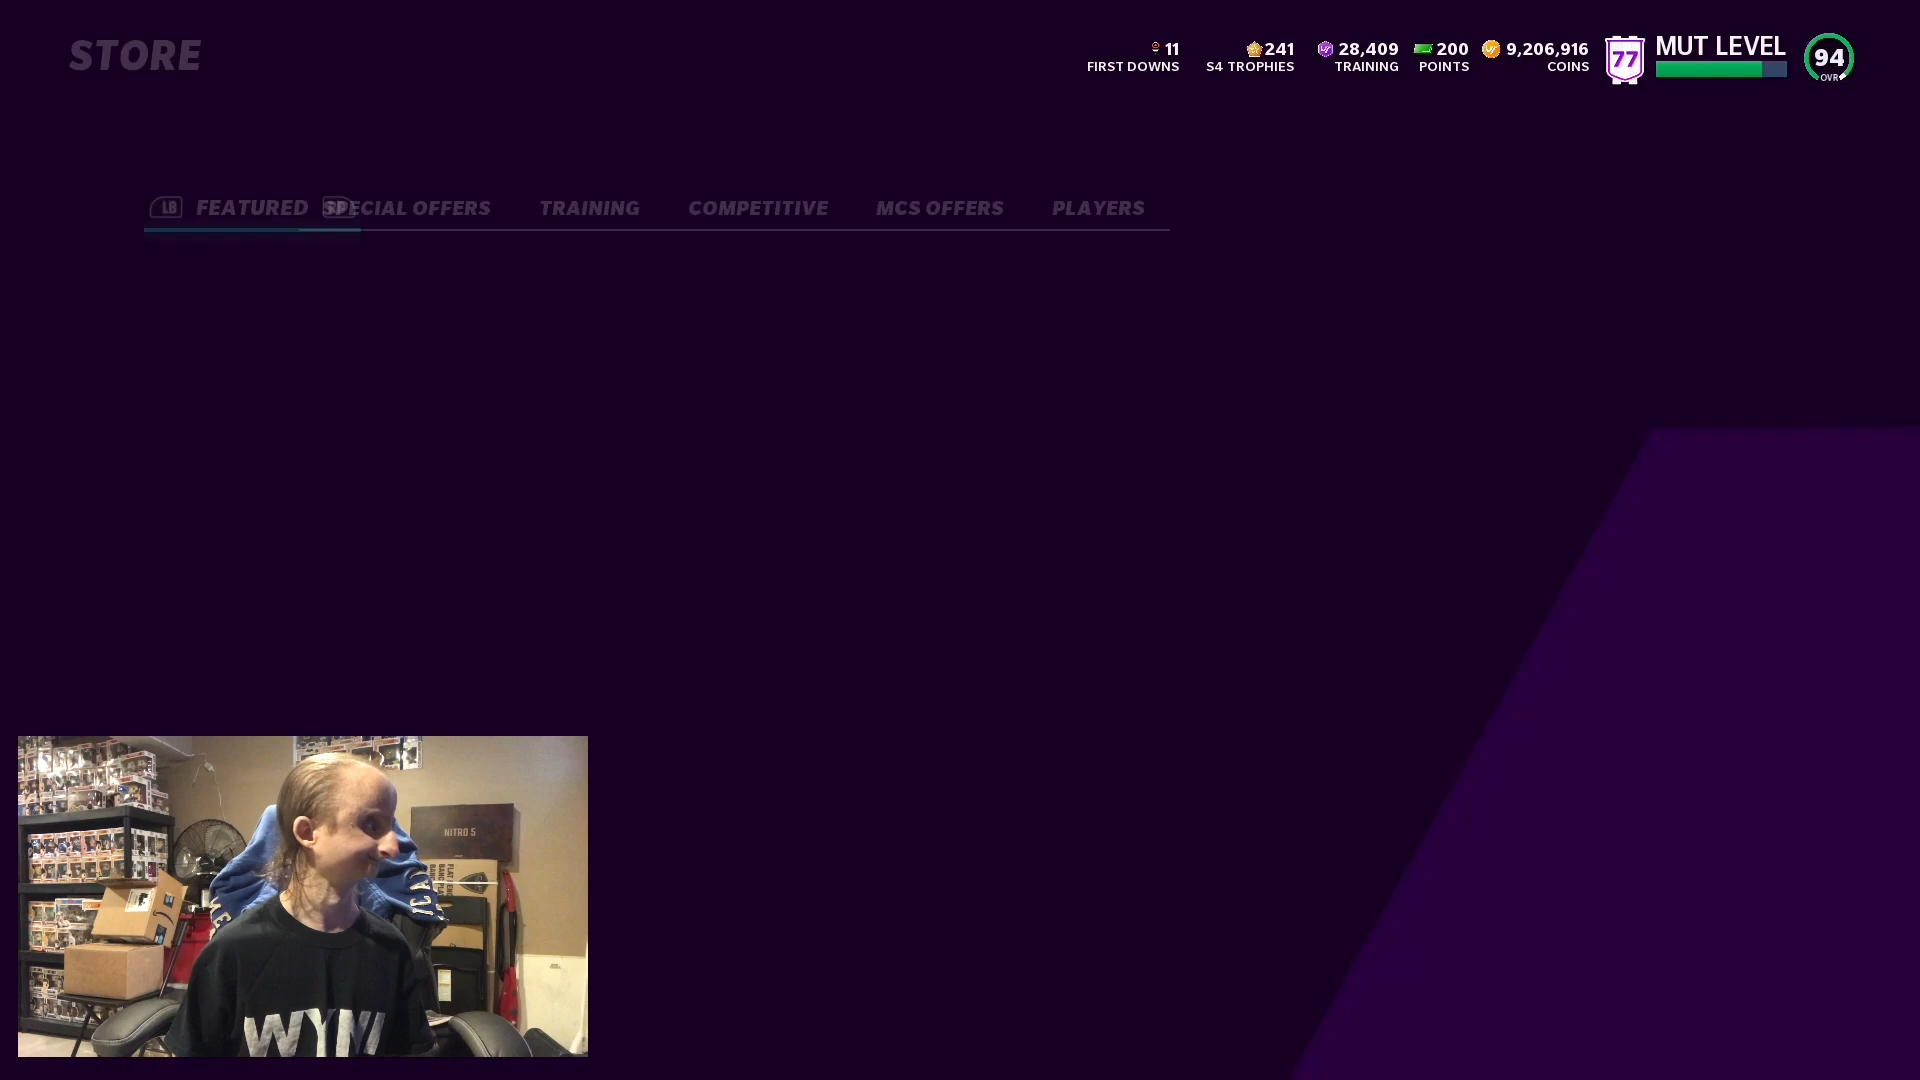 STORE
11
FIRST DOWNS
241
S4 TROPHIES
28,409
TRAINING
200
POINTS
9,206,916
COINS
77
MUT LEVEL
94
OVR
LB FEATURED SPECIAL OFFERS TRAINING COMPETITIVE MCS OFFERS PLAYERS
NITRO 5
WYN